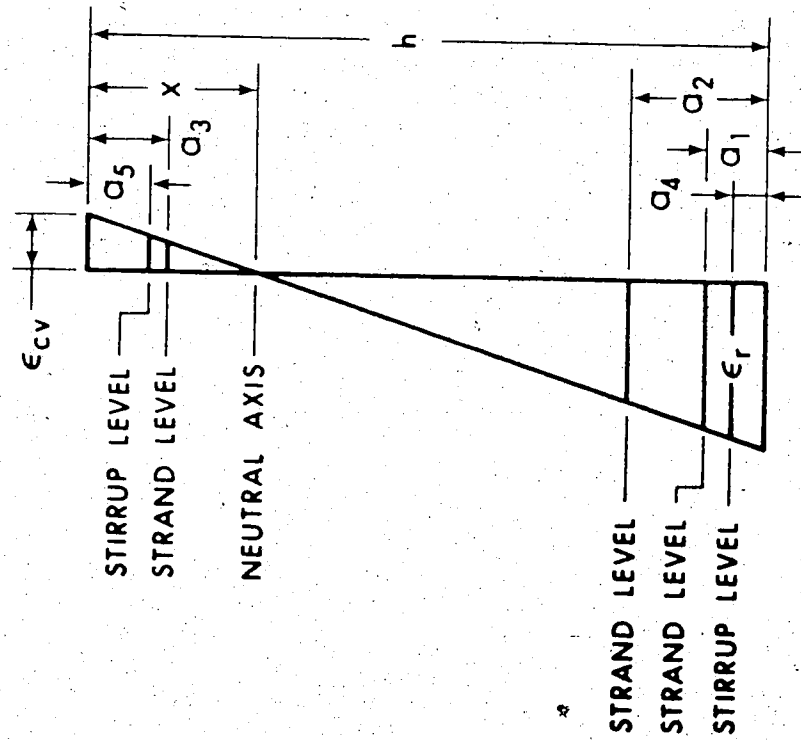 h
x
a₃
a₅
ϵcv
STIRRUP LEVEL
STRAND LEVEL
NEUTRAL AXIS
a₂
a₁
a₄
ϵr
STRAND LEVEL
STRAND LEVEL
STIRRUP LEVEL